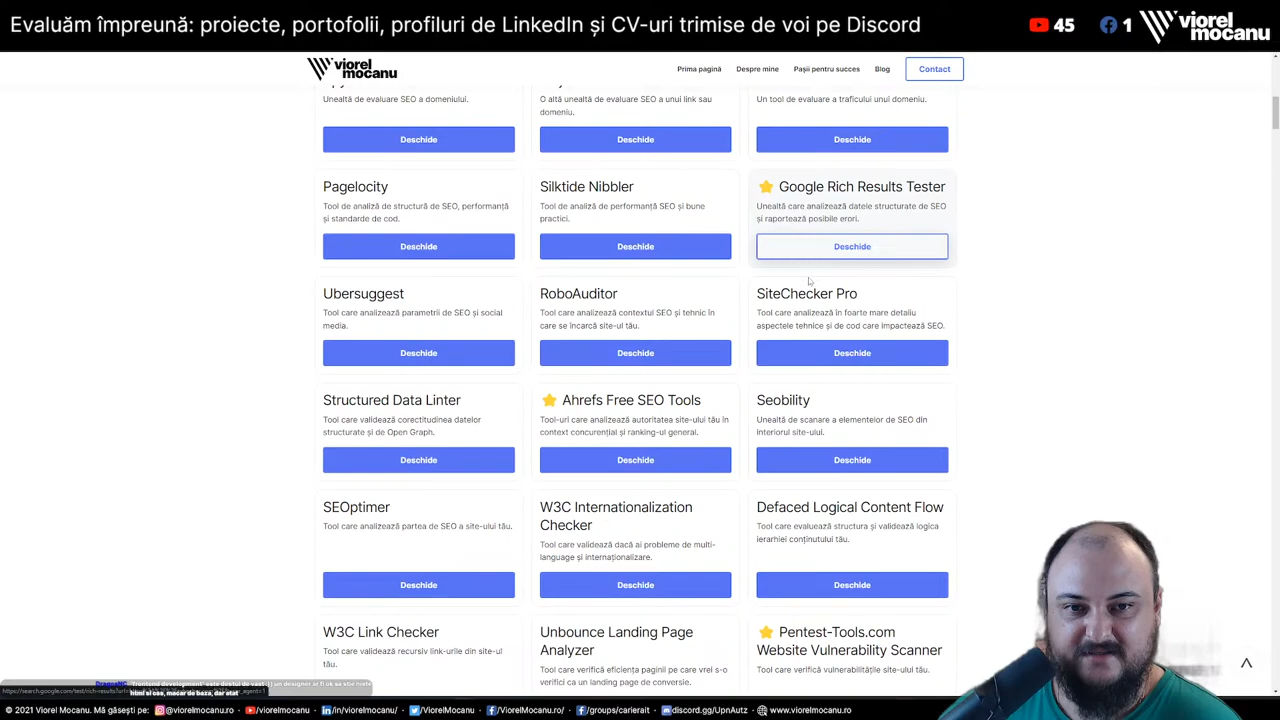 Evaluăm împreună: proiecte, portofolii, profiluri de LinkedIn și CV-uri trimise de voi pe Discord
45
1
viorel mocanu
viorel mocanu
Prima pagină
Despre mine
Pașii pentru succes
Blog
Contact
Unealtă de evaluare SEO a domeniului.
O altă unealtă de evaluare SEO a unui link sau
domeniu.
Un tool de evaluare a traficului unui domeniu.
Deschide
Deschide
Deschide
Pagelocity
Tool de analiză de structură de SEO, performanță
și standarde de cod.
Deschide
Silktide Nibbler
Tool de analiză de performanță SEO și bune
practici.
Deschide
Google Rich Results Tester
Unealtă care analizează datele structurate de SEO
și raportează posibile erori.
Deschide
Ubersuggest
Tool care analizează parametrii de SEO și social
media.
Deschide
RoboAuditor
Tool care analizează contextul SEO și tehnic în
care se încarcă site-ul tău.
Deschide
SiteChecker Pro
Tool care analizează în foarte mare detaliu
aspectele tehnice și de cod care impactează SEO.
Deschide
Structured Data Linter
Tool care validează corectitudinea datelor
structurate și de Open Graph.
Deschide
Ahrefs Free SEO Tools
Tool-uri care analizează autoritatea site-ului tău în
context concurențial și ranking-ul general.
Deschide
Seobility
Unealtă de scanare a elementelor de SEO din
interiorul site-ului.
Deschide
SEOptimer
Tool care analizează partea de SEO a site-ului tău.
Deschide
W3C Internationalization
Checker
Tool care validează dacă ai probleme de multi-
language și internaționalizare.
Deschide
Defaced Logical Content Flow
Tool care evaluează structura și validează logica
ierarhiei conținutului tău.
Deschide
W3C Link Checker
Tool care validează recursiv link-urile din site-ul
tău.
Unbounce Landing Page
Analyzer
Tool care verifică eficiența paginii pe care vrei s-o
verifici ca un landing page de conversie.
Pentest-Tools.com
Website Vulnerability Scanner
Tool care verifică vulnerabilitățile site-ului tău.
html si css, macar de baza, dar atat
© 2021 Viorel Mocanu. Mă găsești pe:
@viorelmocanu.ro
/viorelmocanu
in/viorelmocanu/
/ViorelMocanu
/ViorelMocanu.ro
/groups/carierait
discord.gg/UpnAutz
www.viorelmocanu.ro